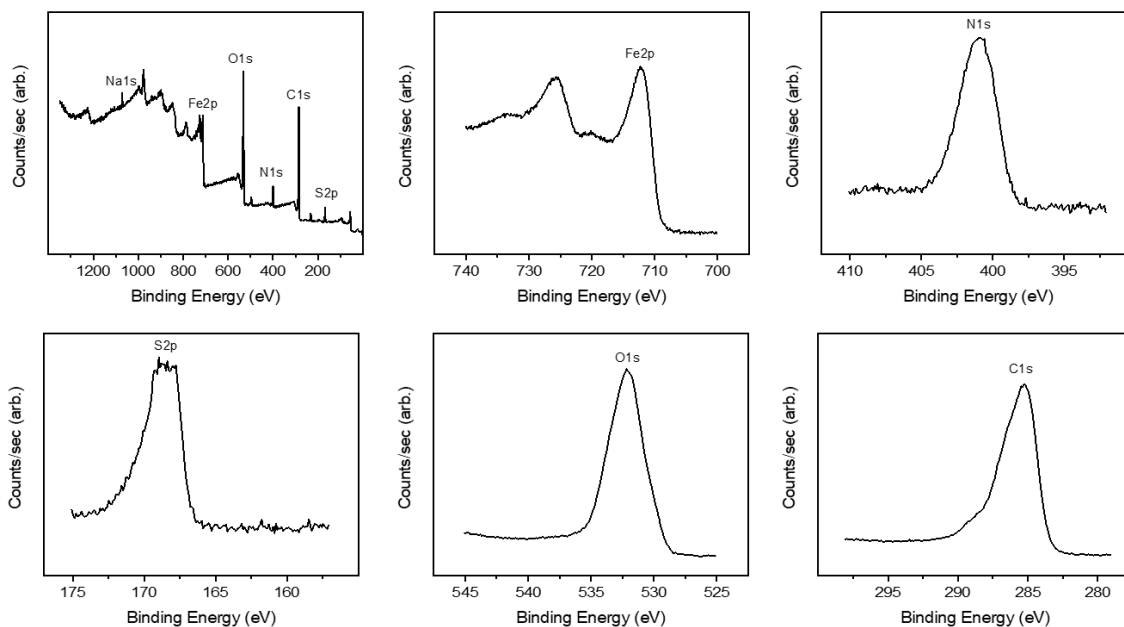 Counts/sec (arb.)
Na1s
Fe2p
O1s
N1s
C1s
S2p
1200 1000 800 600 400 200
Binding Energy (eV)
Counts/sec (arb.)
Fe2p
740 730 720 710 700
Binding Energy (eV)
Counts/sec (arb.)
N1s
410 405 400 395
Binding Energy (eV)
Counts/sec (arb.)
S2p
175 170 165 160
Binding Energy (eV)
Counts/sec (arb.)
O1s
545 540 535 530 525
Binding Energy (eV)
Counts/sec (arb.)
C1s
295 290 285 280
Binding Energy (eV)